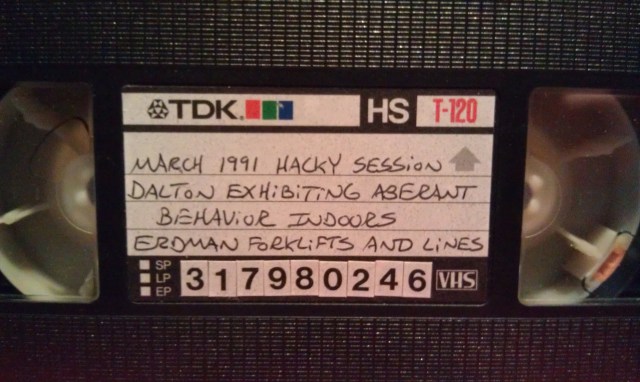 TDK. HS T-120
MARCH 1991 HACKY SESSION
DALTON EXHIBITING ABERANT
BEHAVIOR INDOORS
ERDMAN FORKLIFTS AND LINES
SP
LP
EP
317980246 VHS